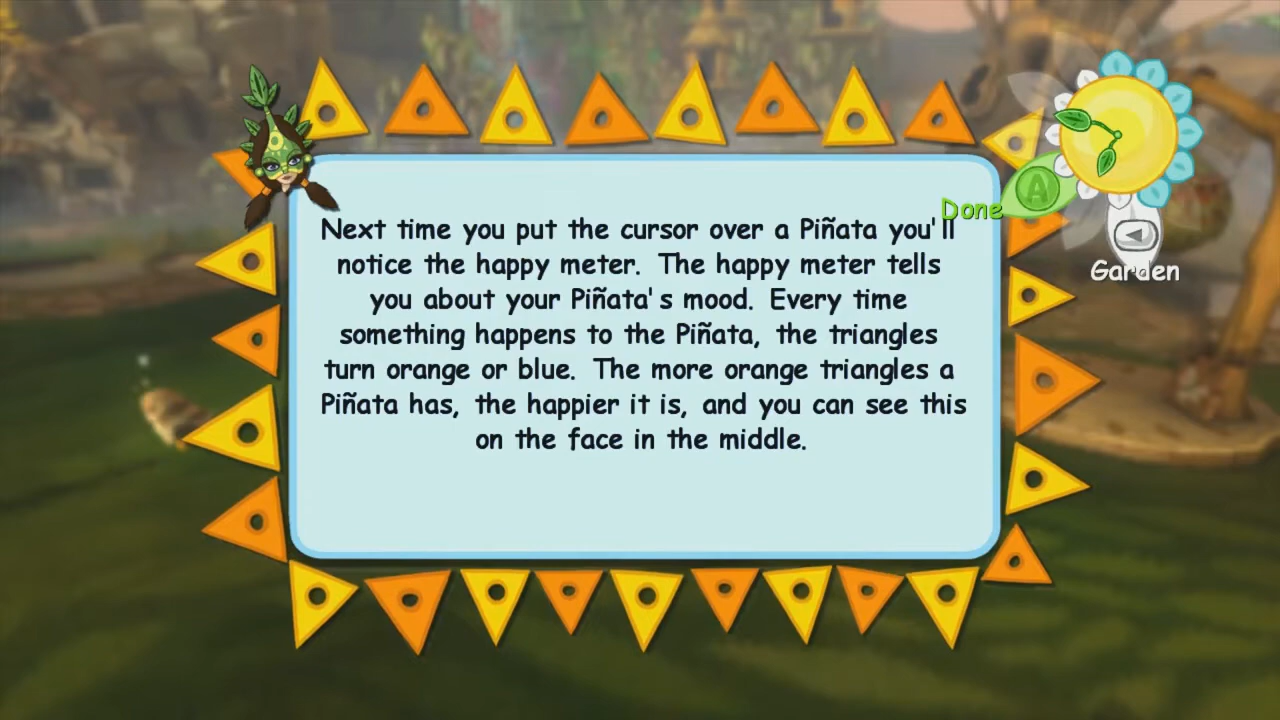 Next time you put the cursor over a Piñata you'll
notice the happy meter. The happy meter tells
you about your Piñata's mood. Every time
something happens to the Piñata, the triangles
turn orange or blue. The more orange triangles a
Piñata has, the happier it is, and you can see this
on the face in the middle.
A
Done
Garden